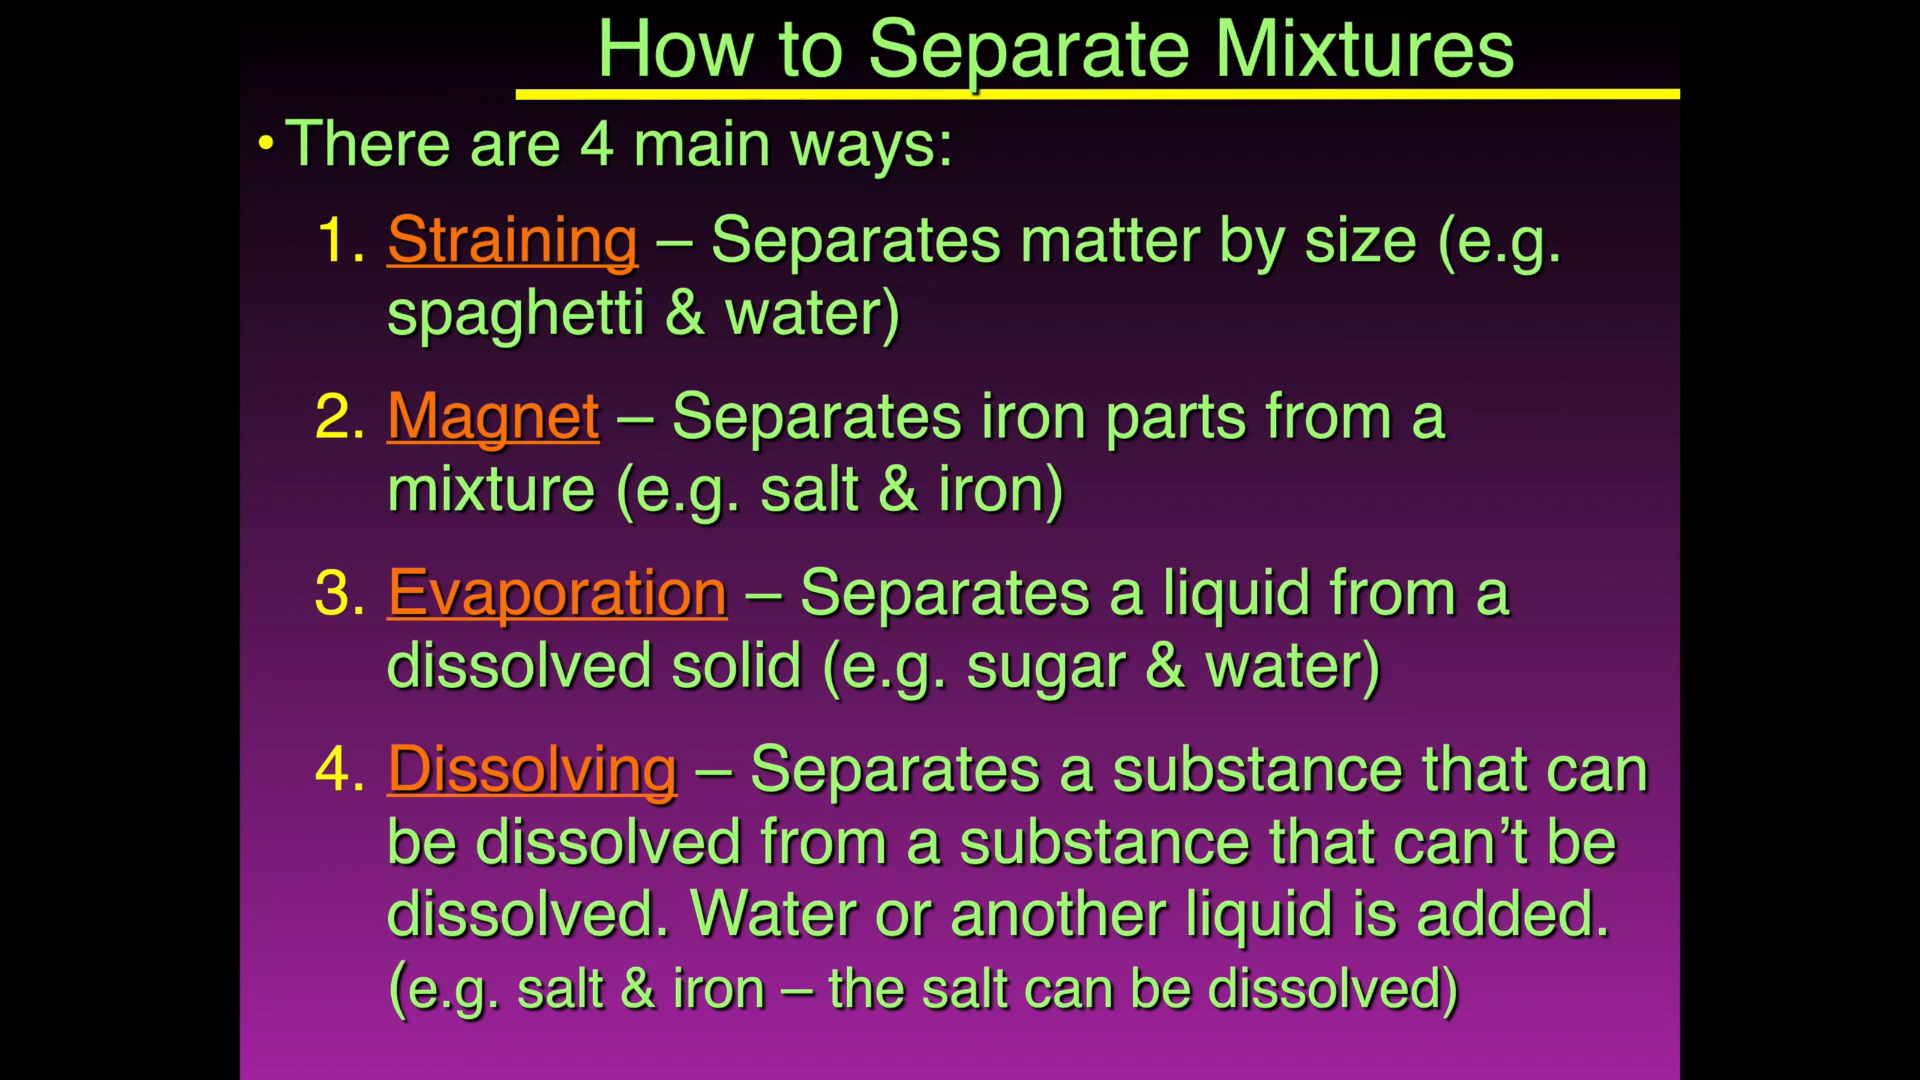 How to Separate Mixtures
• There are 4 main ways:
1. Straining – Separates matter by size (e.g.
spaghetti & water)
2. Magnet – Separates iron parts from a
mixture (e.g. salt & iron)
3. Evaporation – Separates a liquid from a
dissolved solid (e.g. sugar & water)
4. Dissolving – Separates a substance that can
be dissolved from a substance that can’t be
dissolved. Water or another liquid is added.
(e.g. salt & iron – the salt can be dissolved)